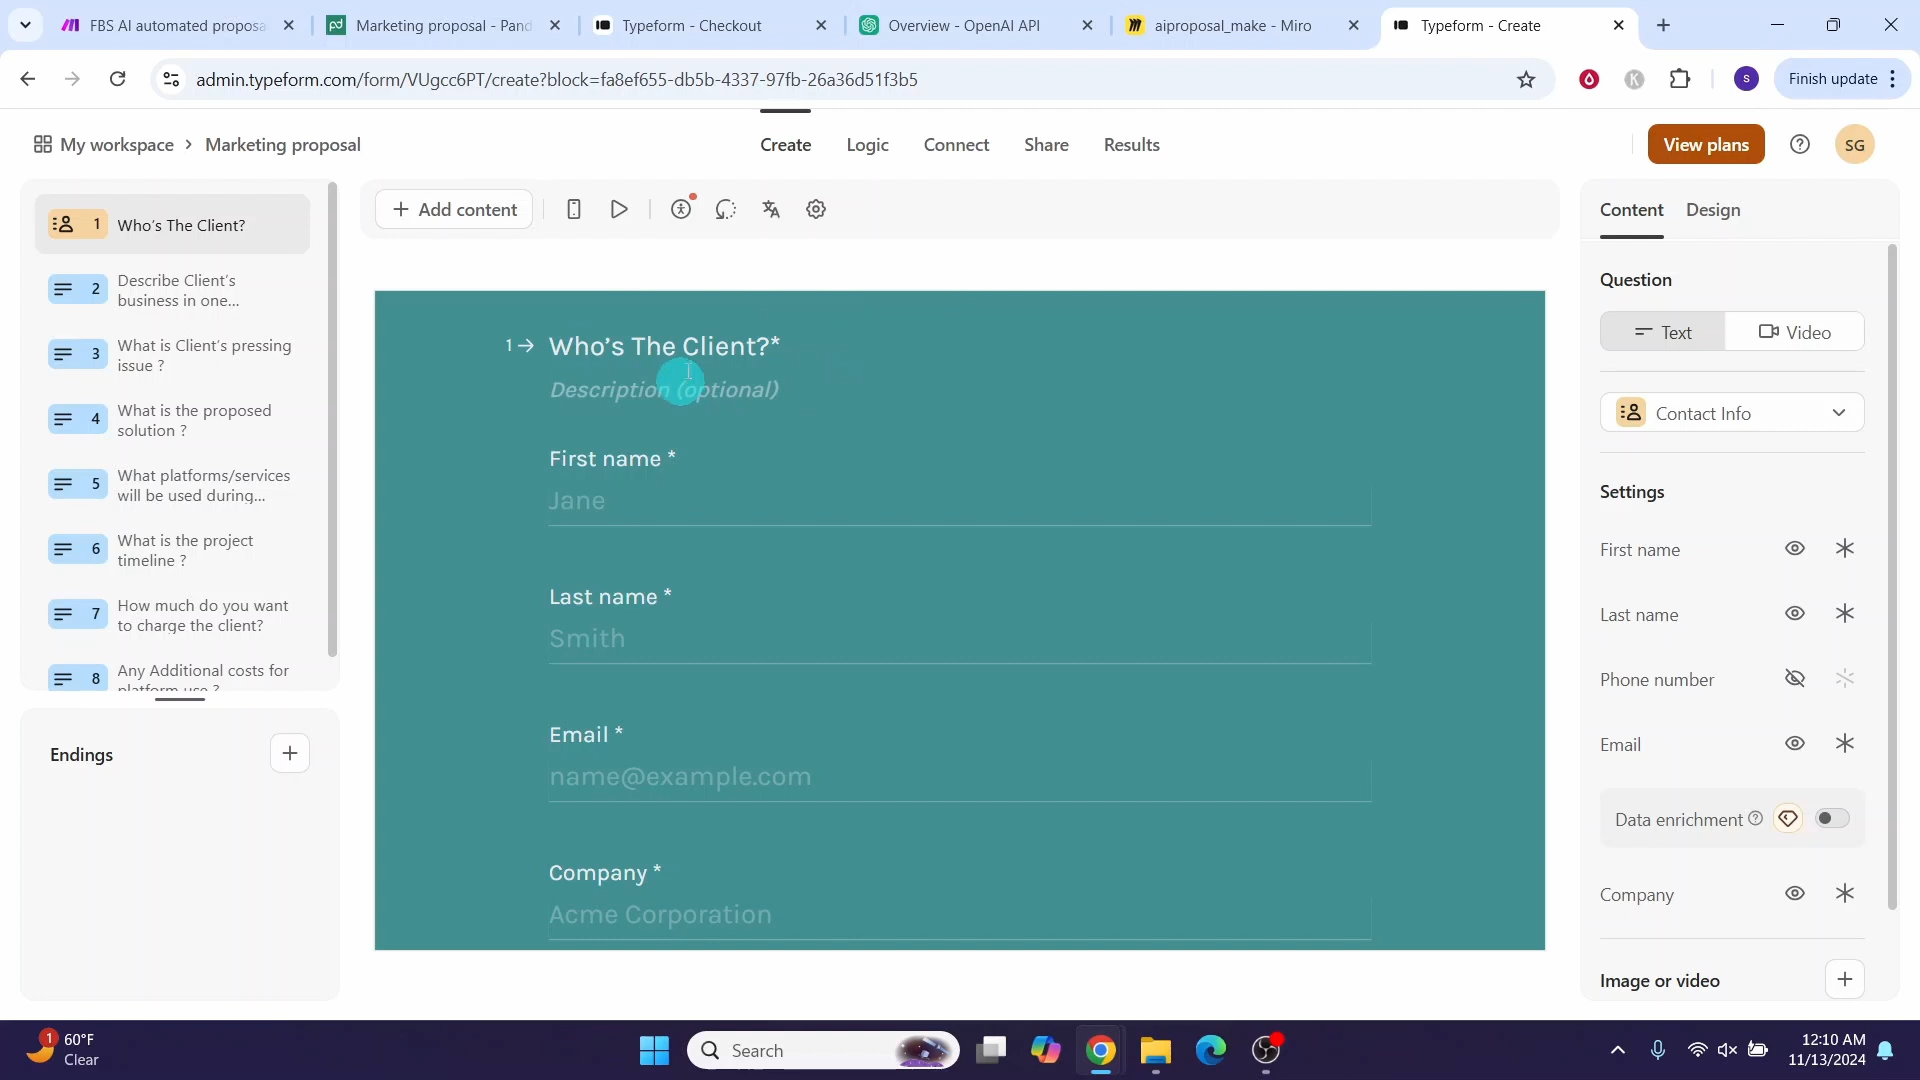 FBS AI automated proposa
Marketing proposal - Pand
Typeform - Checkout
Overview - OpenAI API
aiproposal_make - Miro
Typeform - Create
admin.typeform.com/form/VUgcc6PT/create?block=fa8ef655-db5b-4337-97fb-26a36d51f3b5
K
S
Finish update
My workspace > Marketing proposal
Create
Logic
Connect
Share
Results
View plans
SG
1 Who's The Client?
2 Describe Client's
business in one...
3 What is Client's pressing
issue ?
4 What is the proposed
solution ?
5 What platforms/services
will be used during...
6 What is the project
timeline ?
7 How much do you want
to charge the client?
8 Any Additional costs for
platform use ?
Endings
+ Add content
1→ Who's The Client?*
Description (optional)
First name *
Jane
Last name *
Smith
Email *
name@example.com
Company *
Acme Corporation
Content
Design
Question
Text
Video
Contact Info
Settings
First name
Last name
Phone number
Email
Data enrichment
Company
Image or video
1
60°F
Clear
Search
12:10 AM
11/13/2024